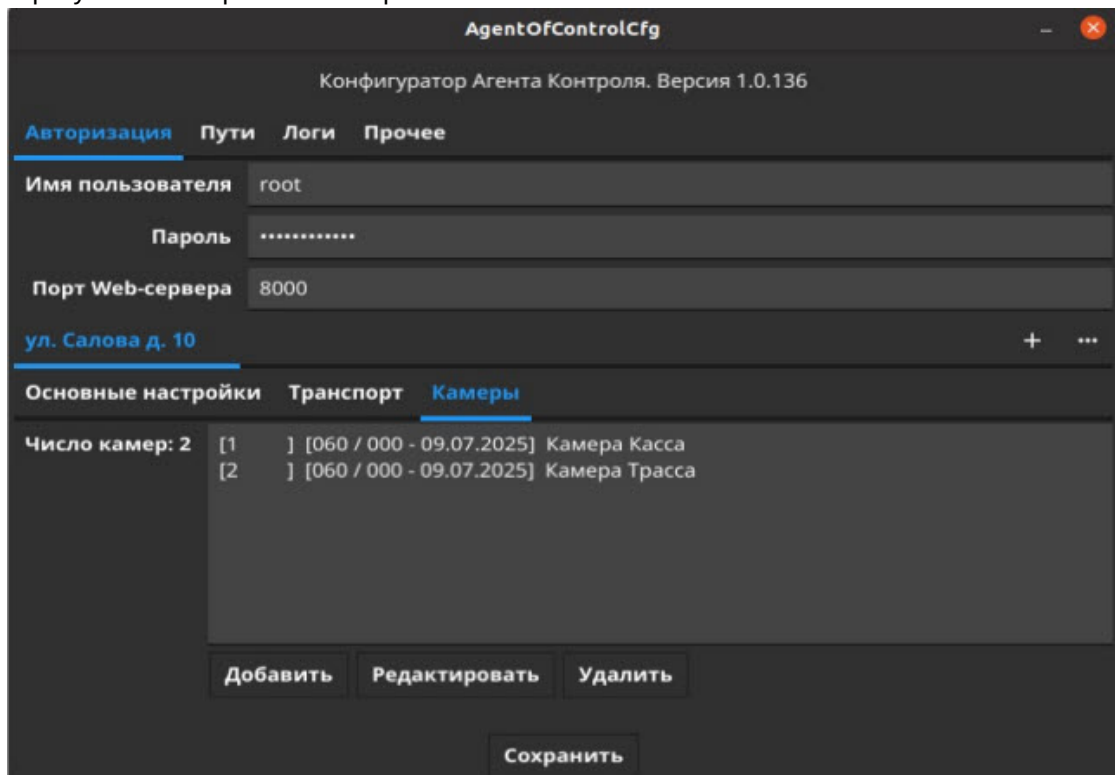 AgentOfControlCfg
Конфигуратор Агента Контроля. Версия 1.0.136
Авторизация Пути Логи Прочее
Имя пользователя root
Пароль ••••••••••••
Порт Web-сервера 8000
ул. Салова д. 10 + ···
Основные настройки Транспорт Камеры
Число камер: 2 [1 ] [060 / 000 - 09.07.2025] Камера Касса
[2 ] [060 / 000 - 09.07.2025] Камера Трасса
Добавить Редактировать Удалить
Сохранить